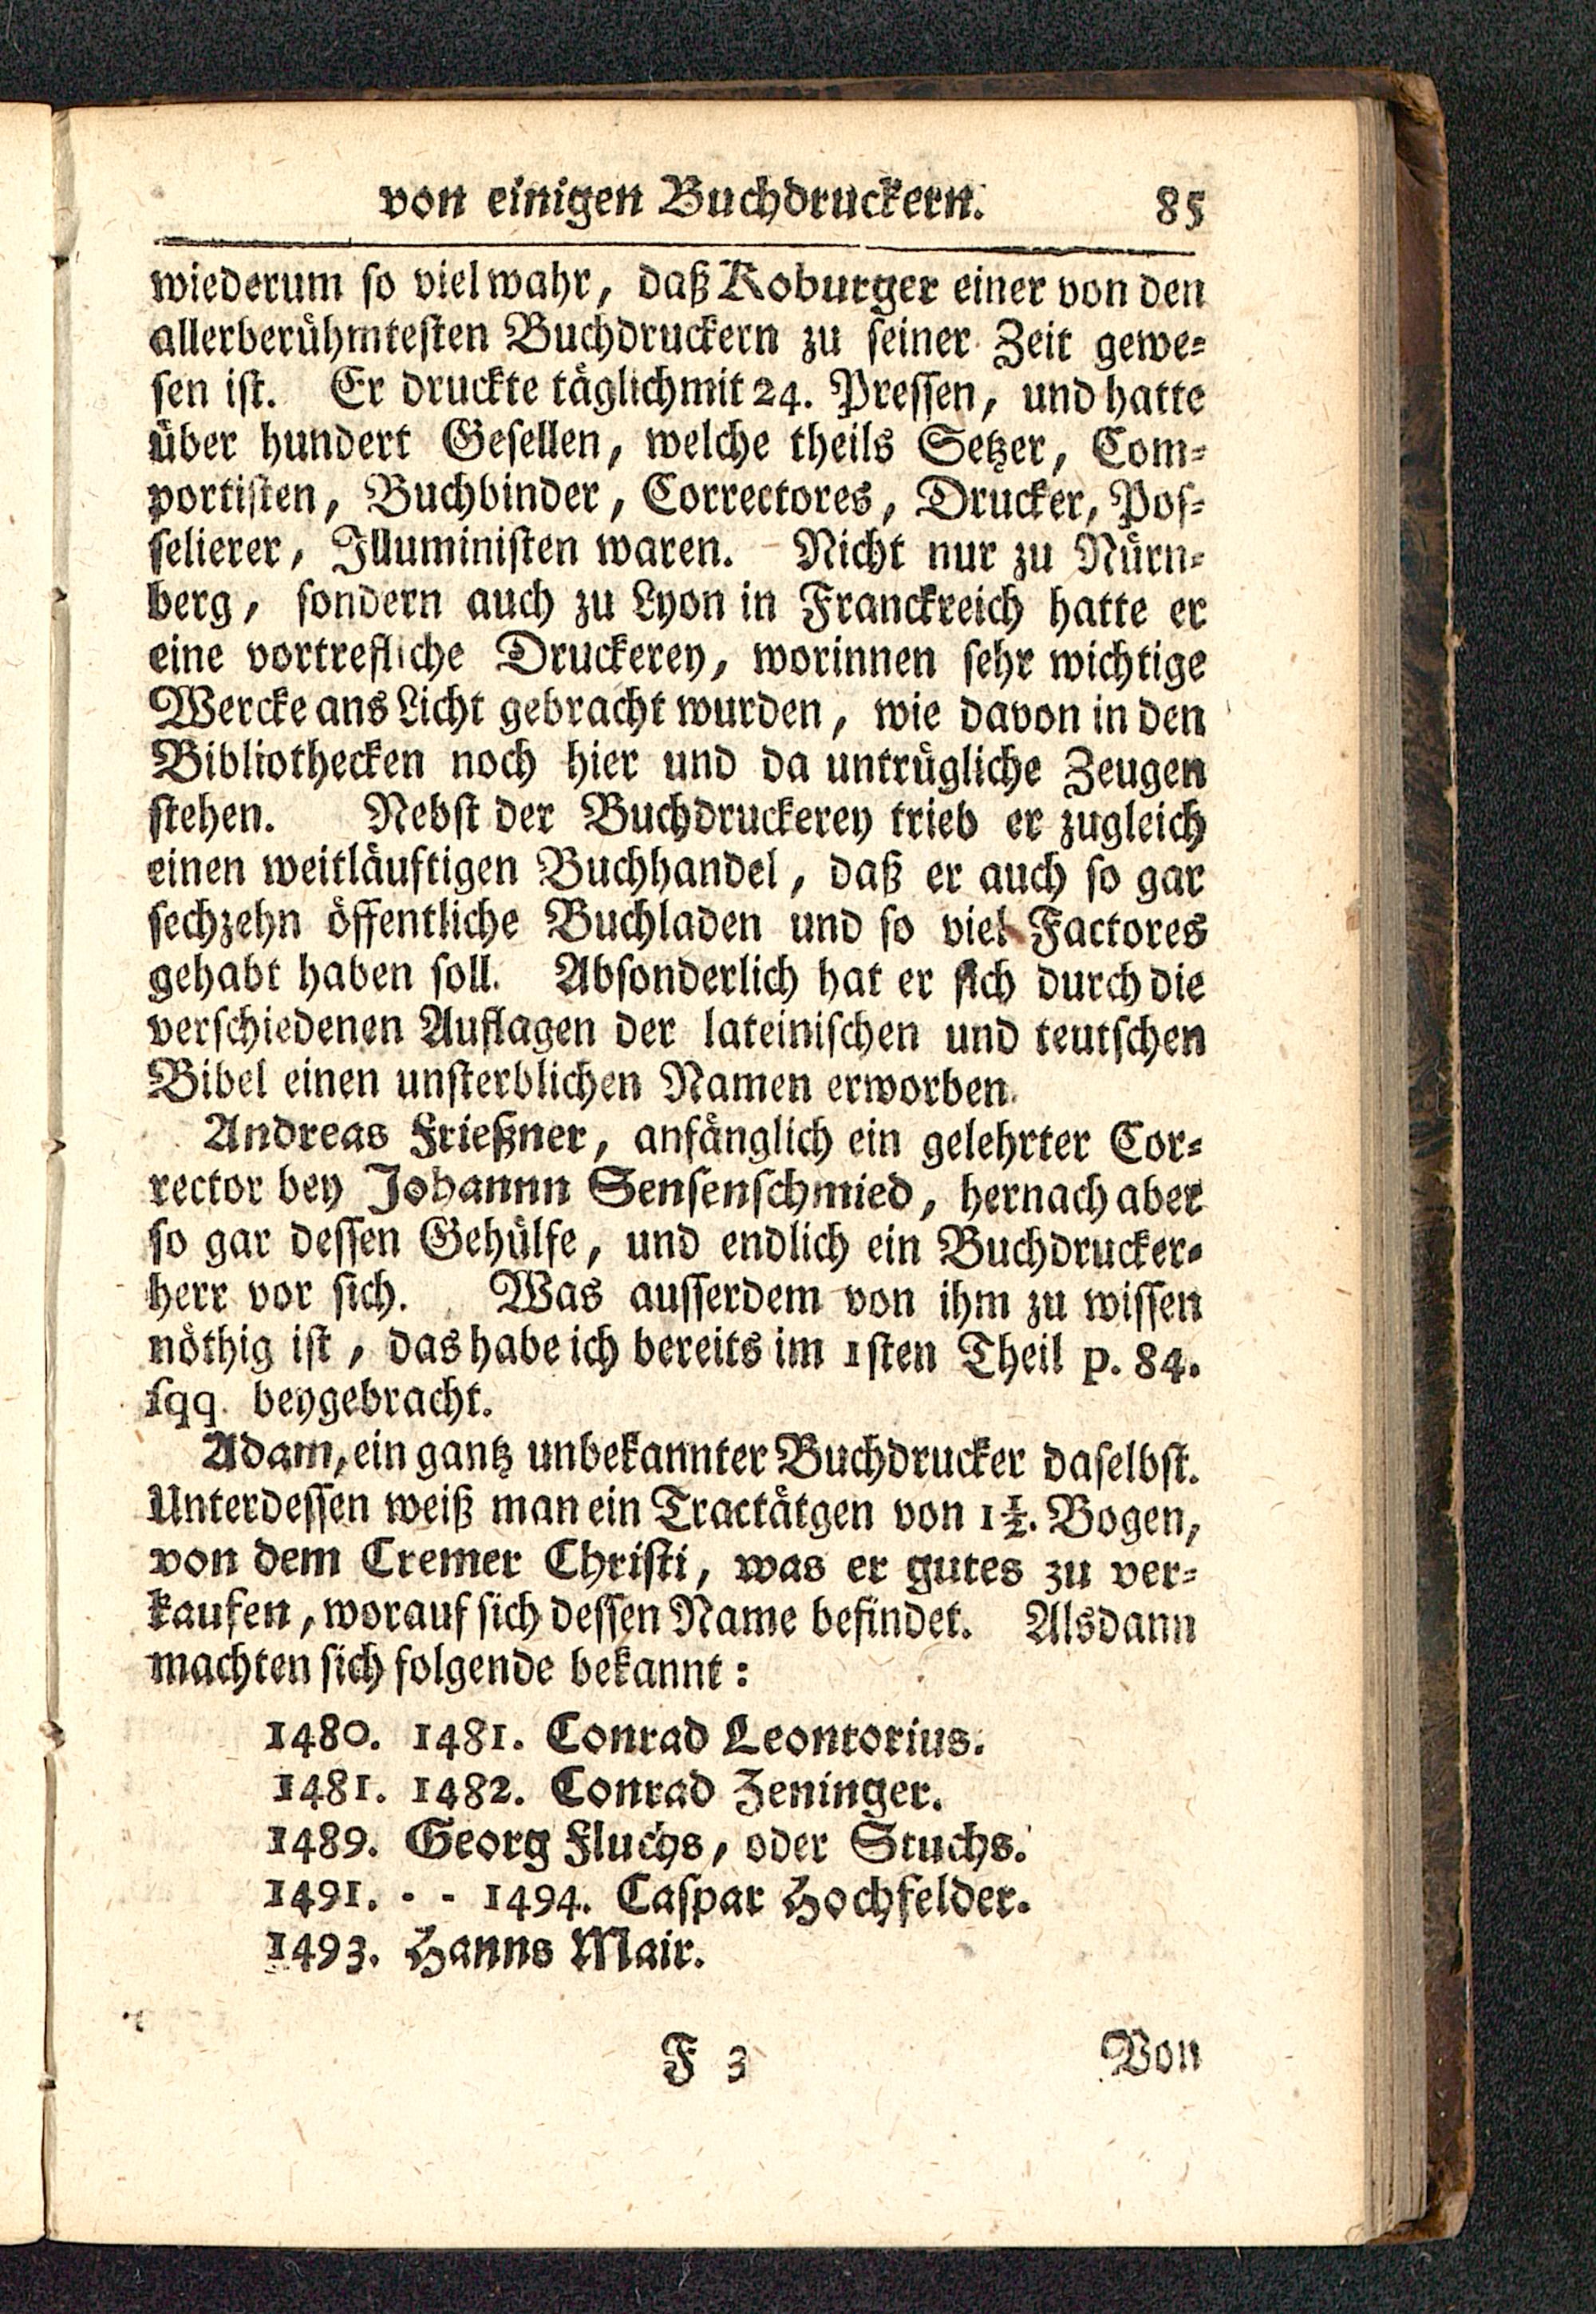 von einigen Buchdruckern. 85
wiederum so viel wahr, daß Koburger einer von den
allerberühmtesten Buchdruckern zu seiner Zeit gewe-
sen ist. Er druckte täglich mit 24. Pressen, und hatte
über hundert Gesellen, welche theils Setzer, Com-
portisten, Buchbinder, Correctores, Drucker, Pos-
selierer, Illuministen waren. Nicht nur zu Nürn-
berg, sondern auch zu Lyon in Franckreich hatte er
eine vortrefliche Druckerey, worinnen sehr wichtige
Wercke ans Licht gebracht wurden, wie davon in den
Bibliothecken noch hier und da untrügliche Zeugen
stehen. Nebst der Buchdruckerey trieb er zugleich
einen weitläuftigen Buchhandel, daß er auch so gar
sechzehn öffentliche Buchladen und so viel Factores
gehabt haben soll. Absonderlich hat er sich durch die
verschiedenen Auflagen der lateinischen und teutschen
Bibel einen unsterblichen Namen erworben.
Andreas Frießner, anfänglich ein gelehrter Cor-
rector bey Johannn Sensenschmied, hernach aber
so gar dessen Gehülfe, und endlich ein Buchdrucker-
herr vor sich. Was ausserdem von ihm zu wissen
nöthig ist, das habe ich bereits im 1sten Theil p. 84.
sqq. beygebracht.
Adam, ein gantz unbekannter Buchdrucker daselbst.
Unterdessen weiß man ein Tractätgen von 1½. Bogen,
von dem Cremer Christi, was er gutes zu ver-
kaufen, worauf sich dessen Name befindet. Alsdann
machten sich folgende bekannt:
1480. 1481. Conrad Leontorius.
1481. 1482. Conrad Zeninger.
1489. Georg Fluchs, oder Stuchs.
1491. - - 1494. Caspar Hochfelder.
1493. Hanns Mair.
F 3 Von